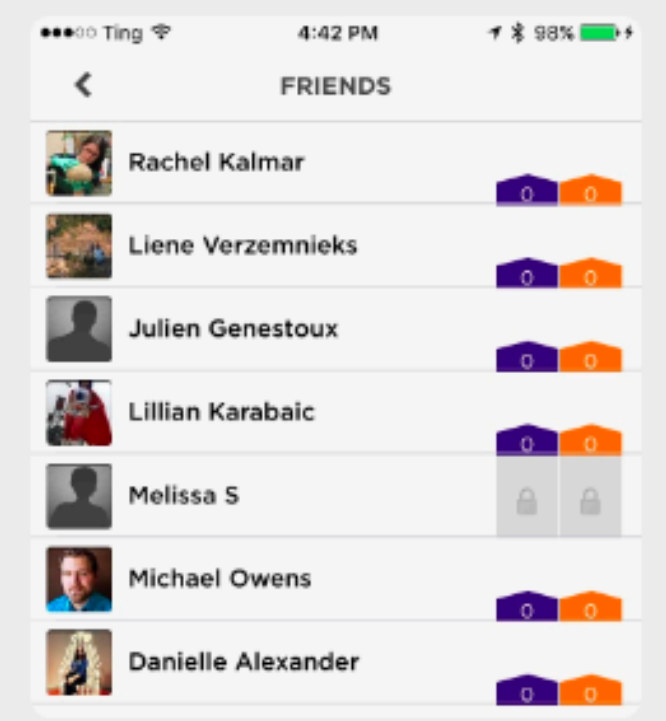 Ting 4:42 PM 98%
FRIENDS
Rachel Kalmar
0 0
Liene Verzemnieks
0 0
Julien Genestoux
0 0
Lillian Karabaic
0 0
Melissa S
Michael Owens
0 0
Danielle Alexander
0 0